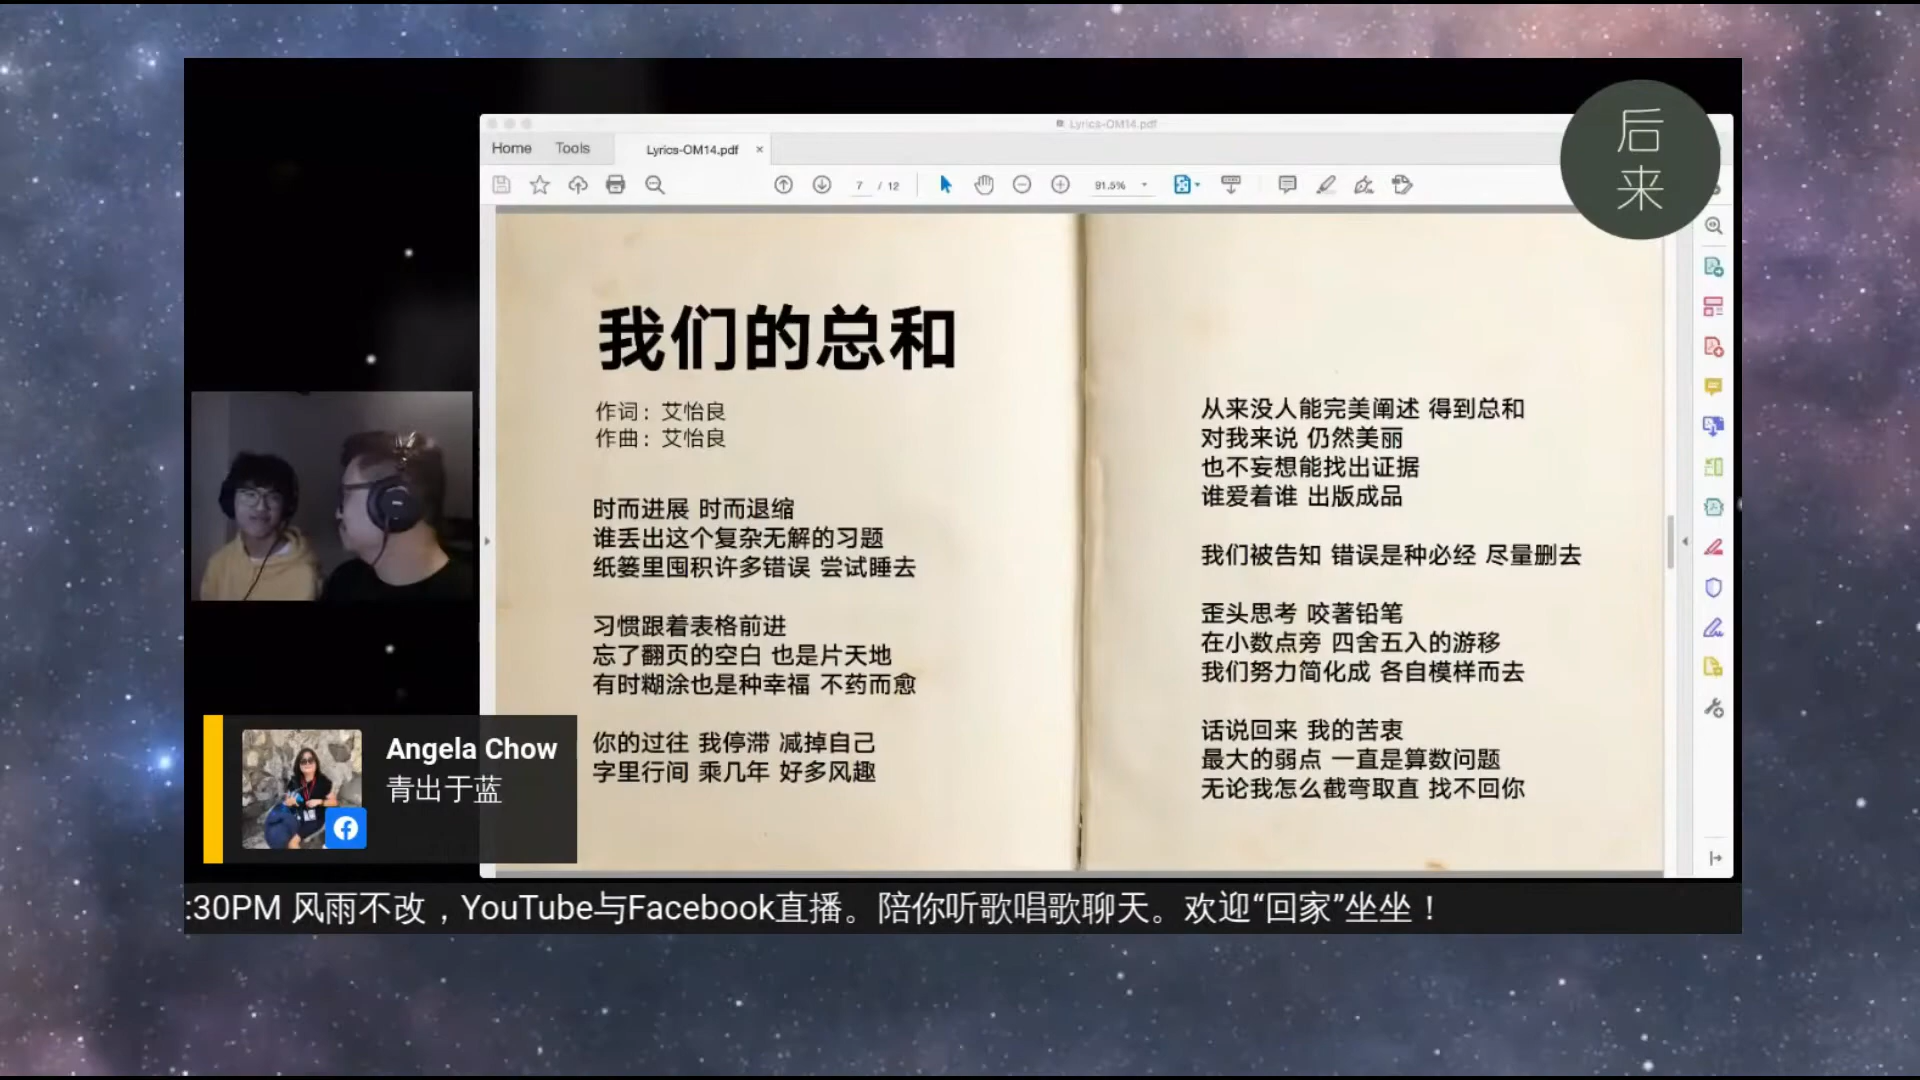 Lyrics-OM14.pdf
后
来
Home Tools Lyrics-OM14.pdf ×
7 / 12 91.5%
我们的总和
作词：艾怡良
作曲：艾怡良
时而进展 时而退缩
谁丢出这个复杂无解的习题
纸篓里囤积许多错误 尝试睡去
习惯跟着表格前进
忘了翻页的空白 也是片天地
有时糊涂也是种幸福 不药而愈
你的过往 我停滞 减掉自己
字里行间 乘几年 好多风趣
从来没人能完美阐述 得到总和
对我来说 仍然美丽
也不妄想能找出证据
谁爱着谁 出版成品
我们被告知 错误是种必经 尽量删去
歪头思考 咬著铅笔
在小数点旁 四舍五入的游移
我们努力简化成 各自模样而去
话说回来 我的苦衷
最大的弱点 一直是算数问题
无论我怎么截弯取直 找不回你
Angela Chow
青出于蓝
:30PM 风雨不改，YouTube与Facebook直播。陪你听歌唱歌聊天。欢迎“回家”坐坐！